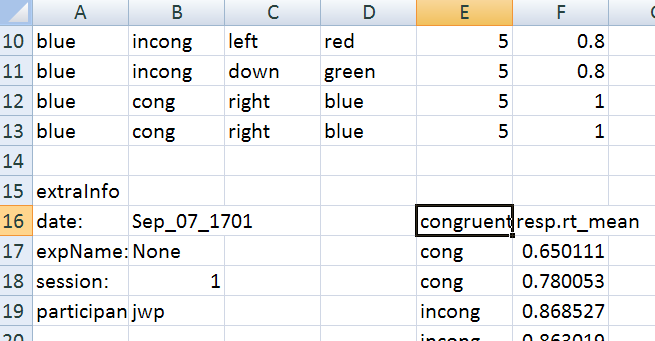 A B C D E F
10 blue incong left red 5 0.8
11 blue incong down green 5 0.8
12 blue cong right blue 5 1
13 blue cong right blue 5 1
14
15 extraInfo
16 date: Sep_07_1701 congruent resp.rt_mean
17 expName: None cong 0.650111
18 session: 1 cong 0.780053
19 participan jwp incong 0.868527
20 incong 0.863019